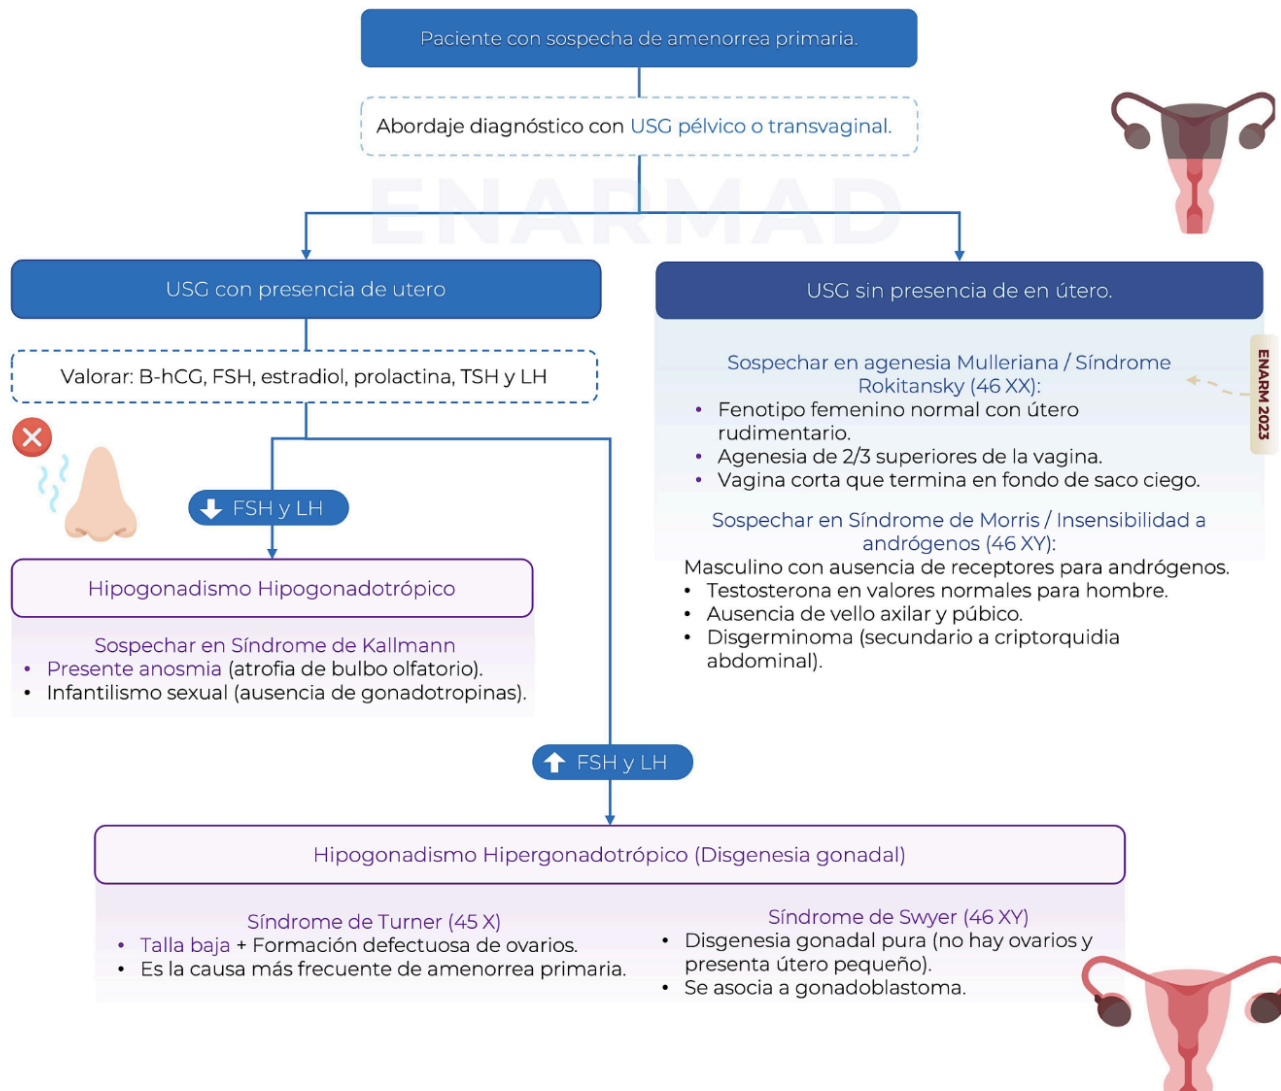 Paciente con sospecha de amenorrea primaria.
Abordaje diagnóstico con USG pélvico o transvaginal.
ENARMAD
USG con presencia de utero
Valorar: B-hCG, FSH, estradiol, prolactina, TSH y LH
FSH y LH
Hipogonadismo Hipogonadotrópico
Sospechar en Síndrome de Kallmann
• Presente anosmia (atrofia de bulbo olfatorio).
• Infantilismo sexual (ausencia de gonadotropinas).
USG sin presencia de en útero.
Sospechar en agenesia Mulleriana / Síndrome
Rokitansky (46 XX):
• Fenotipo femenino normal con útero
rudimentario.
• Agenesia de 2/3 superiores de la vagina.
• Vagina corta que termina en fondo de saco ciego.
ENARM 2023
Sospechar en Síndrome de Morris / Insensibilidad a
andrógenos (46 XY):
Masculino con ausencia de receptores para andrógenos.
• Testosterona en valores normales para hombre.
• Ausencia de vello axilar y púbico.
• Disgerminoma (secundario a criptorquidia
abdominal).
FSH y LH
Hipogonadismo Hipergonadotrópico (Disgenesia gonadal)
Síndrome de Turner (45 X)
• Talla baja + Formación defectuosa de ovarios.
• Es la causa más frecuente de amenorrea primaria.
Síndrome de Swyer (46 XY)
• Disgenesia gonadal pura (no hay ovarios y
presenta útero pequeño).
• Se asocia a gonadoblastoma.